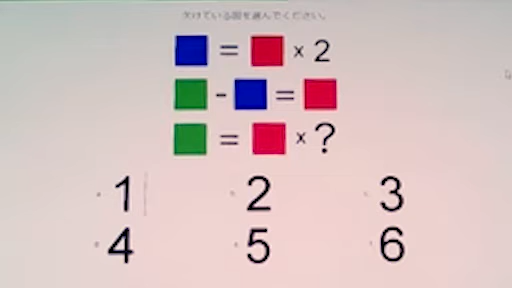 欠けている図を選んでください。
= × 2
- =
= × ?
1 2 3
4 5 6